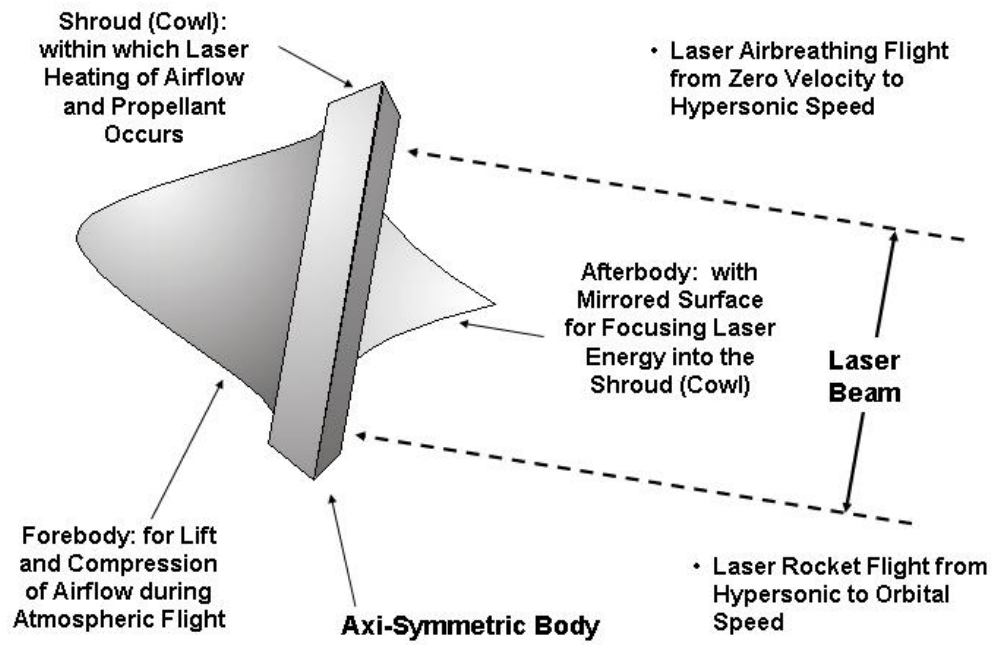 Shroud (Cowl):
within which Laser
Heating of Airflow
and Propellant
Occurs
• Laser Airbreathing Flight
from Zero Velocity to
Hypersonic Speed
Afterbody: with
Mirrored Surface
for Focusing Laser
Energy into the
Shroud (Cowl)
Laser
Beam
Forebody: for Lift
and Compression
of Airflow during
Atmospheric Flight
Axi-Symmetric Body
• Laser Rocket Flight from
Hypersonic to Orbital
Speed